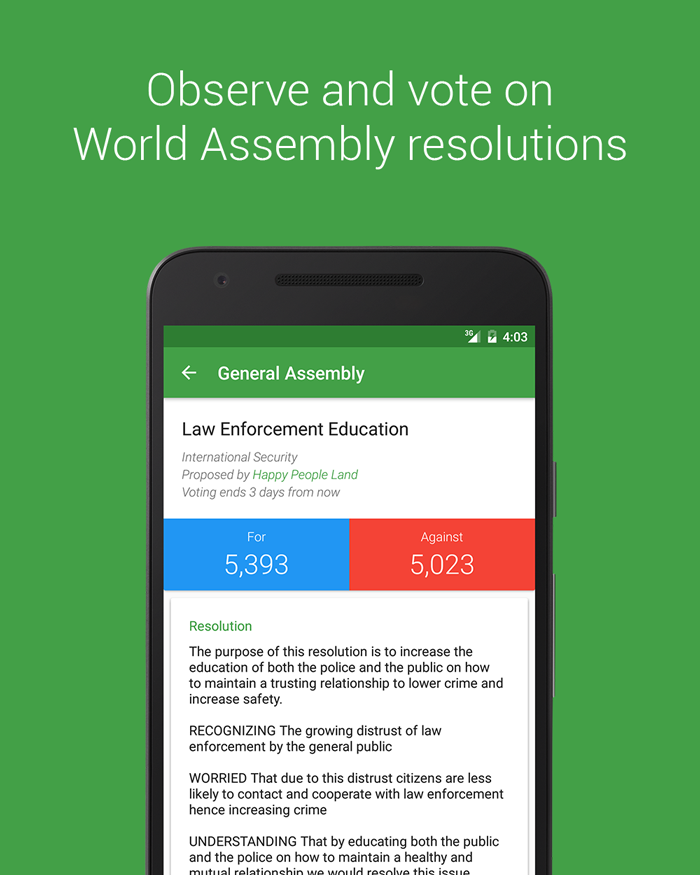 Observe and vote on
World Assembly resolutions
3G 4:03
General Assembly
Law Enforcement Education
International Security
Proposed by Happy People Land
Voting ends 3 days from now
For Against
5,393 5,023
Resolution
The purpose of this resolution is to increase the
education of both the police and the public on how
to maintain a trusting relationship to lower crime and
increase safety.
RECOGNIZING The growing distrust of law
enforcement by the general public
WORRIED That due to this distrust citizens are less
likely to contact and cooperate with law enforcement
hence increasing crime
UNDERSTANDING That by educating both the public
and the police on how to maintain a healthy and
mutual relationship we would resolve this issue